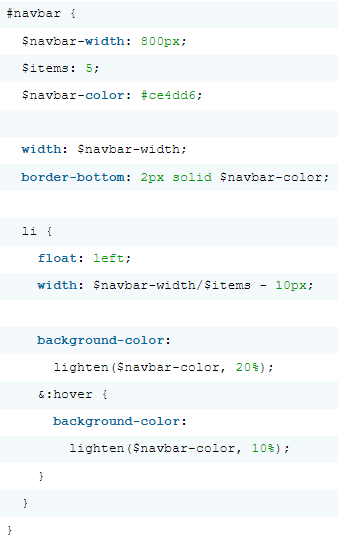 #navbar {
  $navbar-width: 800px;
  $items: 5;
  $navbar-color: #ce4dd6;

  width: $navbar-width;
  border-bottom: 2px solid $navbar-color;

  li {
    float: left;
    width: $navbar-width/$items - 10px;

    background-color:
      lighten($navbar-color, 20%);
    &:hover {
      background-color:
        lighten($navbar-color, 10%);
    }
  }
}